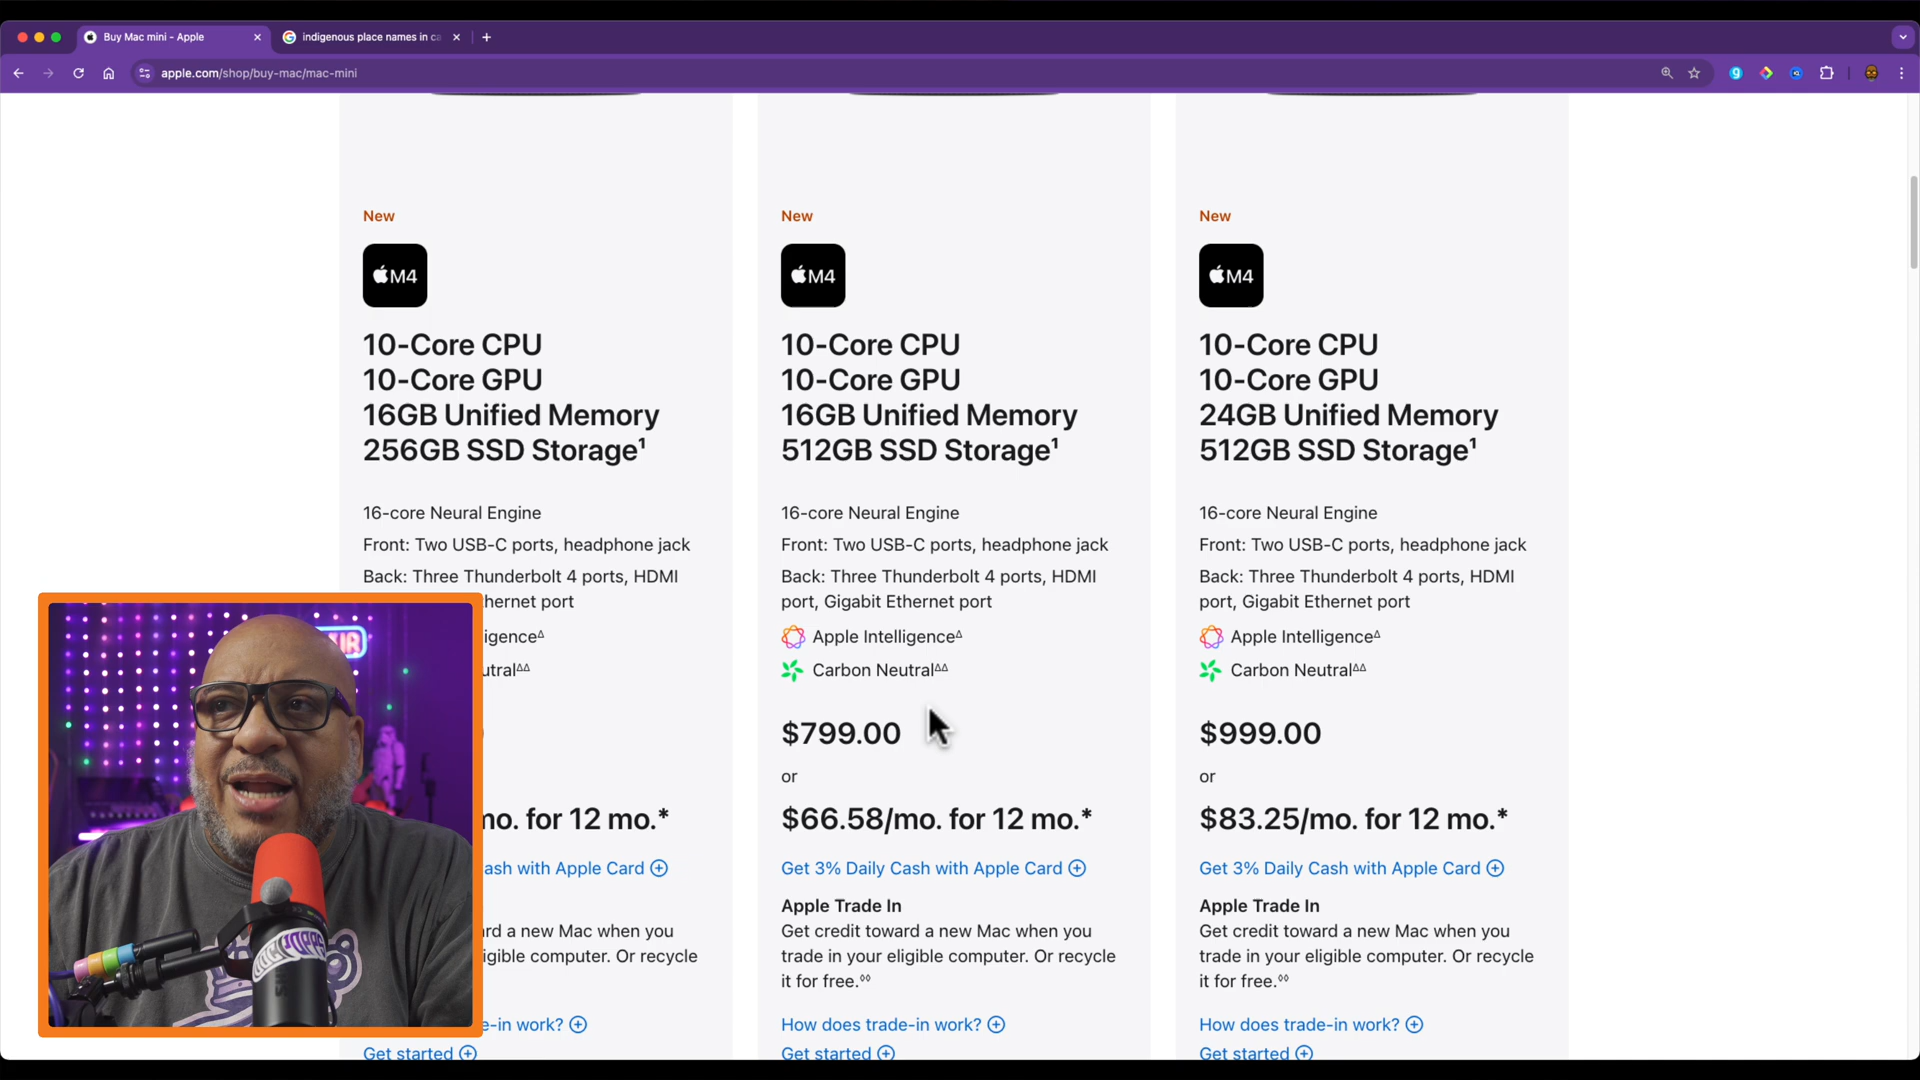 Buy Mac mini - Apple
indigenous place names in ca
apple.com/shop/buy-mac/mac-mini
New
M4
10-Core CPU
10-Core GPU
16GB Unified Memory
256GB SSD Storage¹
16-core Neural Engine
Front: Two USB-C ports, headphone jack
Back: Three Thunderbolt 4 ports, HDMI
hernet port
igence∆
utral∆∆
mo. for 12 mo.*
ash with Apple Card
rd a new Mac when you
igible computer. Or recycle
e-in work?
Get started
New
M4
10-Core CPU
10-Core GPU
16GB Unified Memory
512GB SSD Storage¹
16-core Neural Engine
Front: Two USB-C ports, headphone jack
Back: Three Thunderbolt 4 ports, HDMI
port, Gigabit Ethernet port
Apple Intelligence∆
Carbon Neutral∆∆
$799.00
or
$66.58/mo. for 12 mo.*
Get 3% Daily Cash with Apple Card
Apple Trade In
Get credit toward a new Mac when you
trade in your eligible computer. Or recycle
it for free.◊◊
How does trade-in work?
Get started
New
M4
10-Core CPU
10-Core GPU
24GB Unified Memory
512GB SSD Storage¹
16-core Neural Engine
Front: Two USB-C ports, headphone jack
Back: Three Thunderbolt 4 ports, HDMI
port, Gigabit Ethernet port
Apple Intelligence∆
Carbon Neutral∆∆
$999.00
or
$83.25/mo. for 12 mo.*
Get 3% Daily Cash with Apple Card
Apple Trade In
Get credit toward a new Mac when you
trade in your eligible computer. Or recycle
it for free.◊◊
How does trade-in work?
Get started